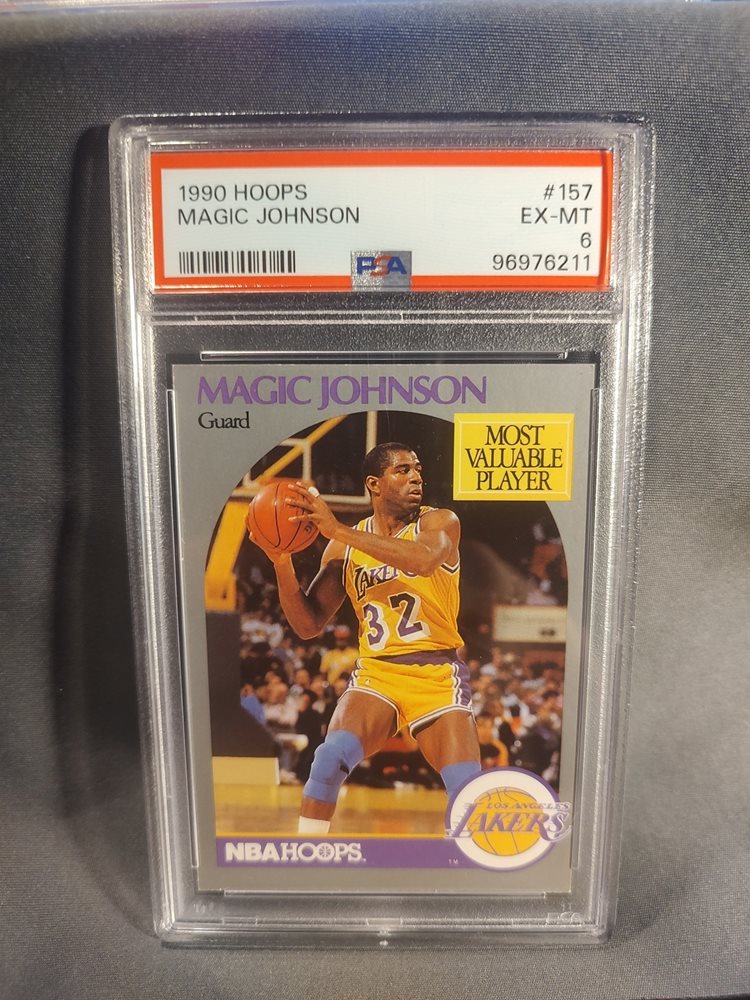 1990 HOOPS #157
MAGIC JOHNSON EX-MT
6
PSA 96976211
MAGIC JOHNSON
Guard
MOST
VALUABLE
PLAYER
LAKERS
32
LOS ANGELES
LAKERS
NBA HOOPS
TM